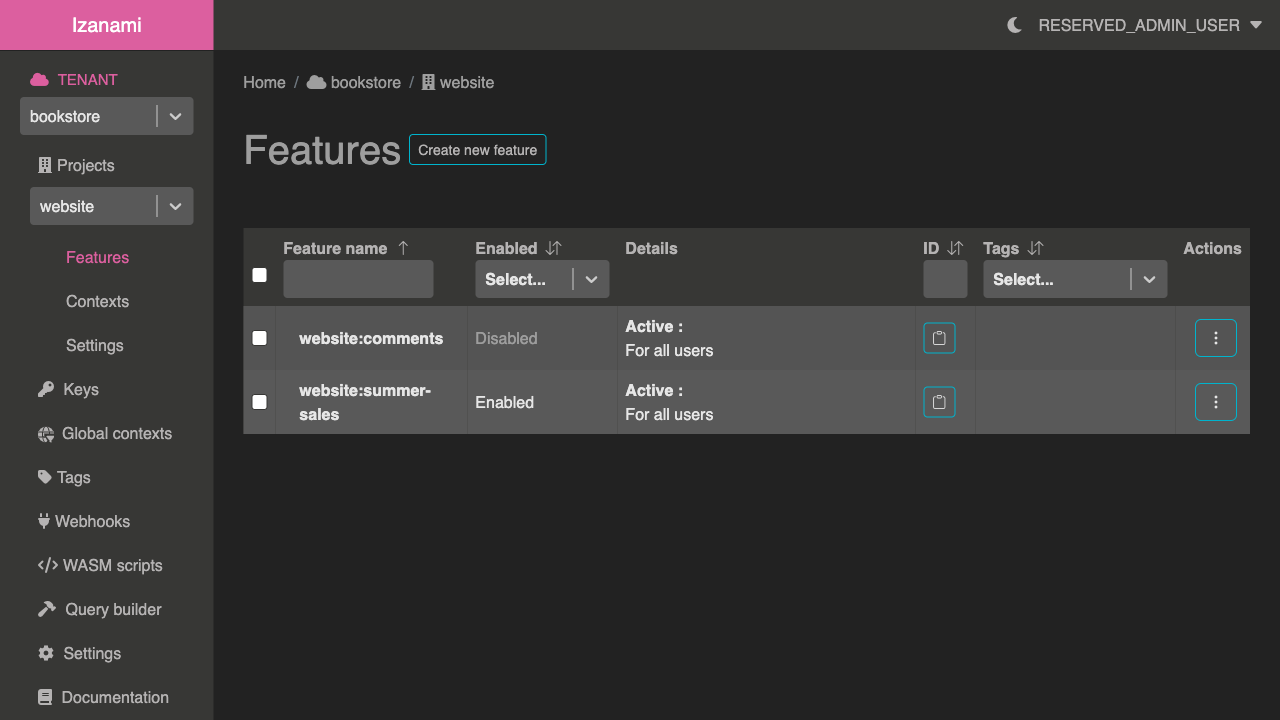 Izanami
RESERVED_ADMIN_USER
TENANT
bookstore
Projects
website
Features
Contexts
Settings
Keys
Global contexts
Tags
Webhooks
WASM scripts
Query builder
Settings
Documentation
Home / bookstore / website
Features Create new feature
Feature name Enabled Details ID Tags Actions
Select... Select...
website:comments Disabled Active :
For all users
website:summer-
sales
Enabled
Active :
For all users